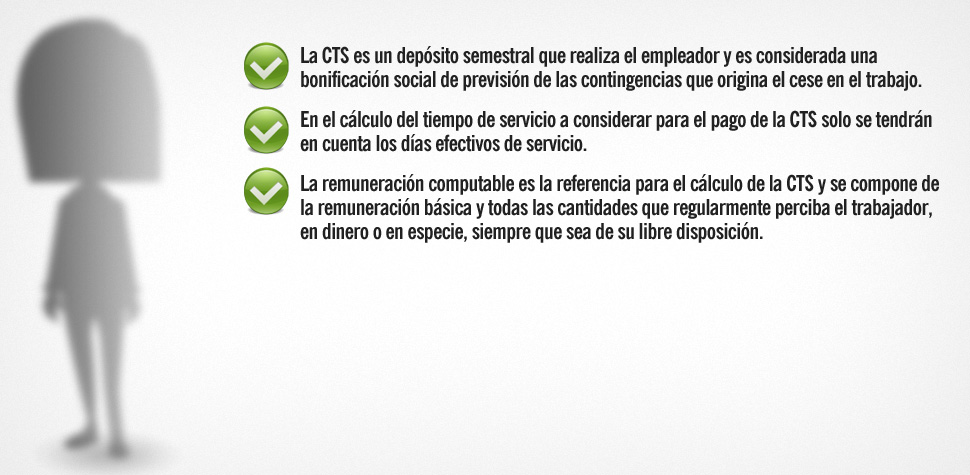 La CTS es un depósito semestral que realiza el empleador y es considerada una
bonificación social de previsión de las contingencias que origina el cese en el trabajo.
En el cálculo del tiempo de servicio a considerar para el pago de la CTS solo se tendrán
en cuenta los días efectivos de servicio.
La remuneración computable es la referencia para el cálculo de la CTS y se compone de
la remuneración básica y todas las cantidades que regularmente perciba el trabajador,
en dinero o en especie, siempre que sea de su libre disposición.